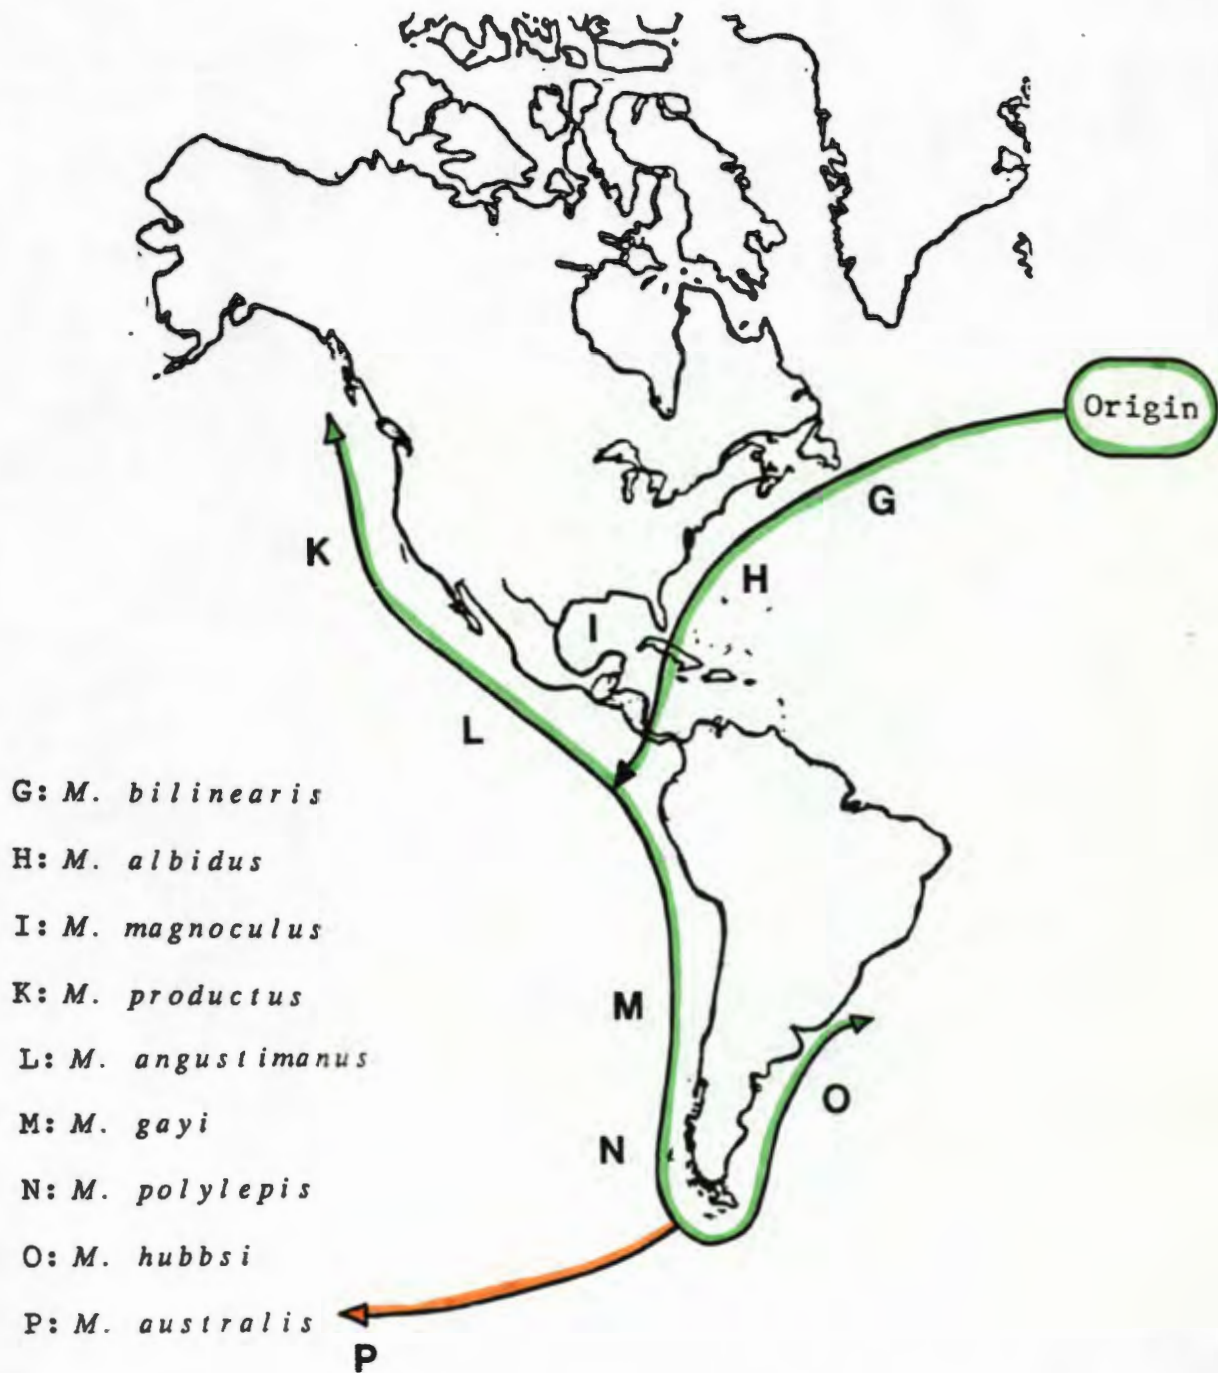 Origin
G
H
I
K
L
G: M. bilinearis
H: M. albidus
I: M. magnoculus
K: M. productus
L: M. angustimanus
M: M. gayi
N: M. polylepis
O: M. hubbsi
P: M. australis
M
N
O
P